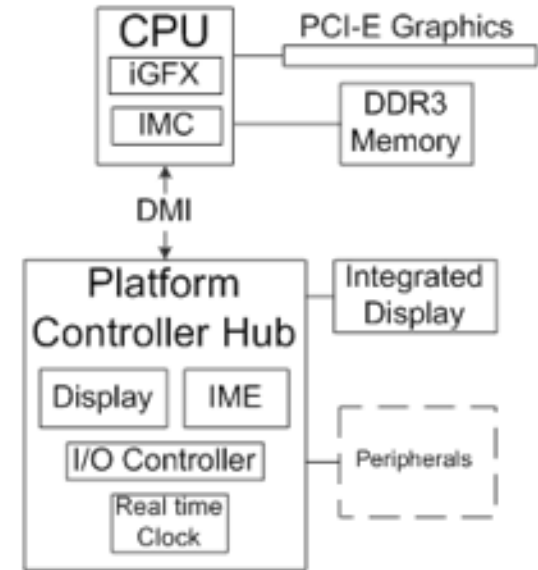 CPU
PCI-E Graphics
iGFX
IMC
DDR3
Memory
DMI
Platform
Controller Hub
Integrated
Display
Display
IME
I/O Controller
Peripherals
Real time
Clock